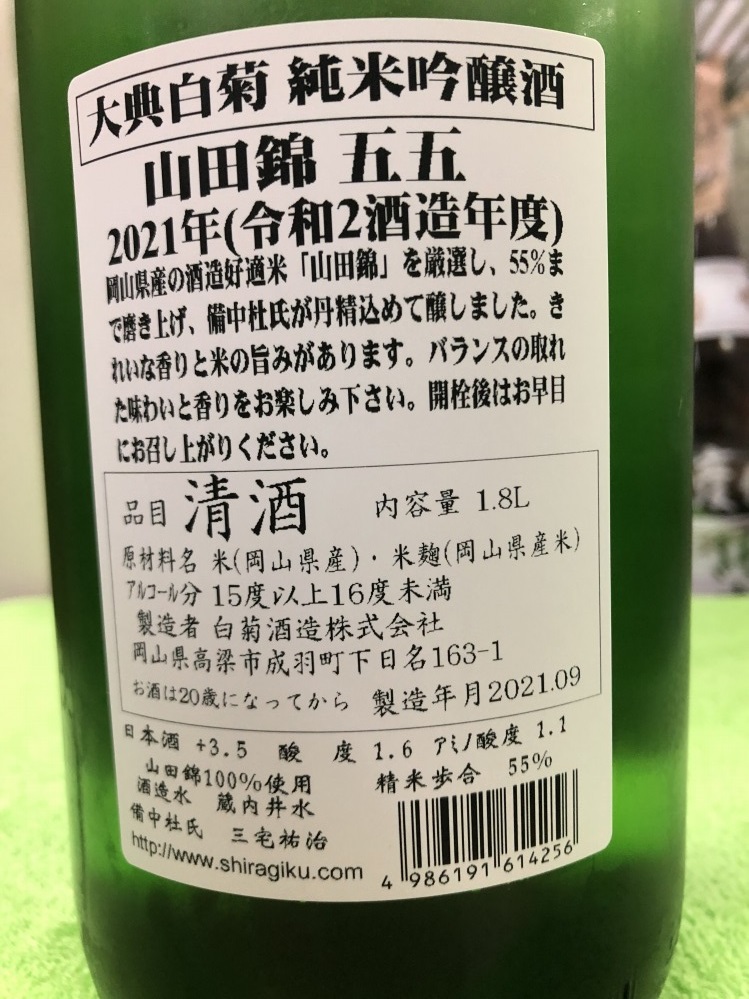 大典白菊 純米吟醸酒
山田錦 五五
2021年(令和2酒造年度)
岡山県産の酒造好適米「山田錦」を厳選し、55%ま
で磨き上げ、備中杜氏が丹精込めて醸しました。き
れいな香りと米の旨みがあります。バランスの取れ
た味わいと香りをお楽しみ下さい。開栓後はお早目
にお召し上がりください。
品目 清酒 内容量 1.8L
原材料名 米(岡山県産)・米麹(岡山県産米)
アルコール分 15度以上16度未満
製造者 白菊酒造株式会社
岡山県高梁市成羽町下日名163-1
お酒は20歳になってから 製造年月2021.09
日本酒 +3.5 酸 度 1.6 アミノ酸度 1.1
山田錦100%使用 精米歩合 55%
酒造水 蔵内井水
備中杜氏 三宅祐治
http://www.shiragiku.com
4 986191 614256